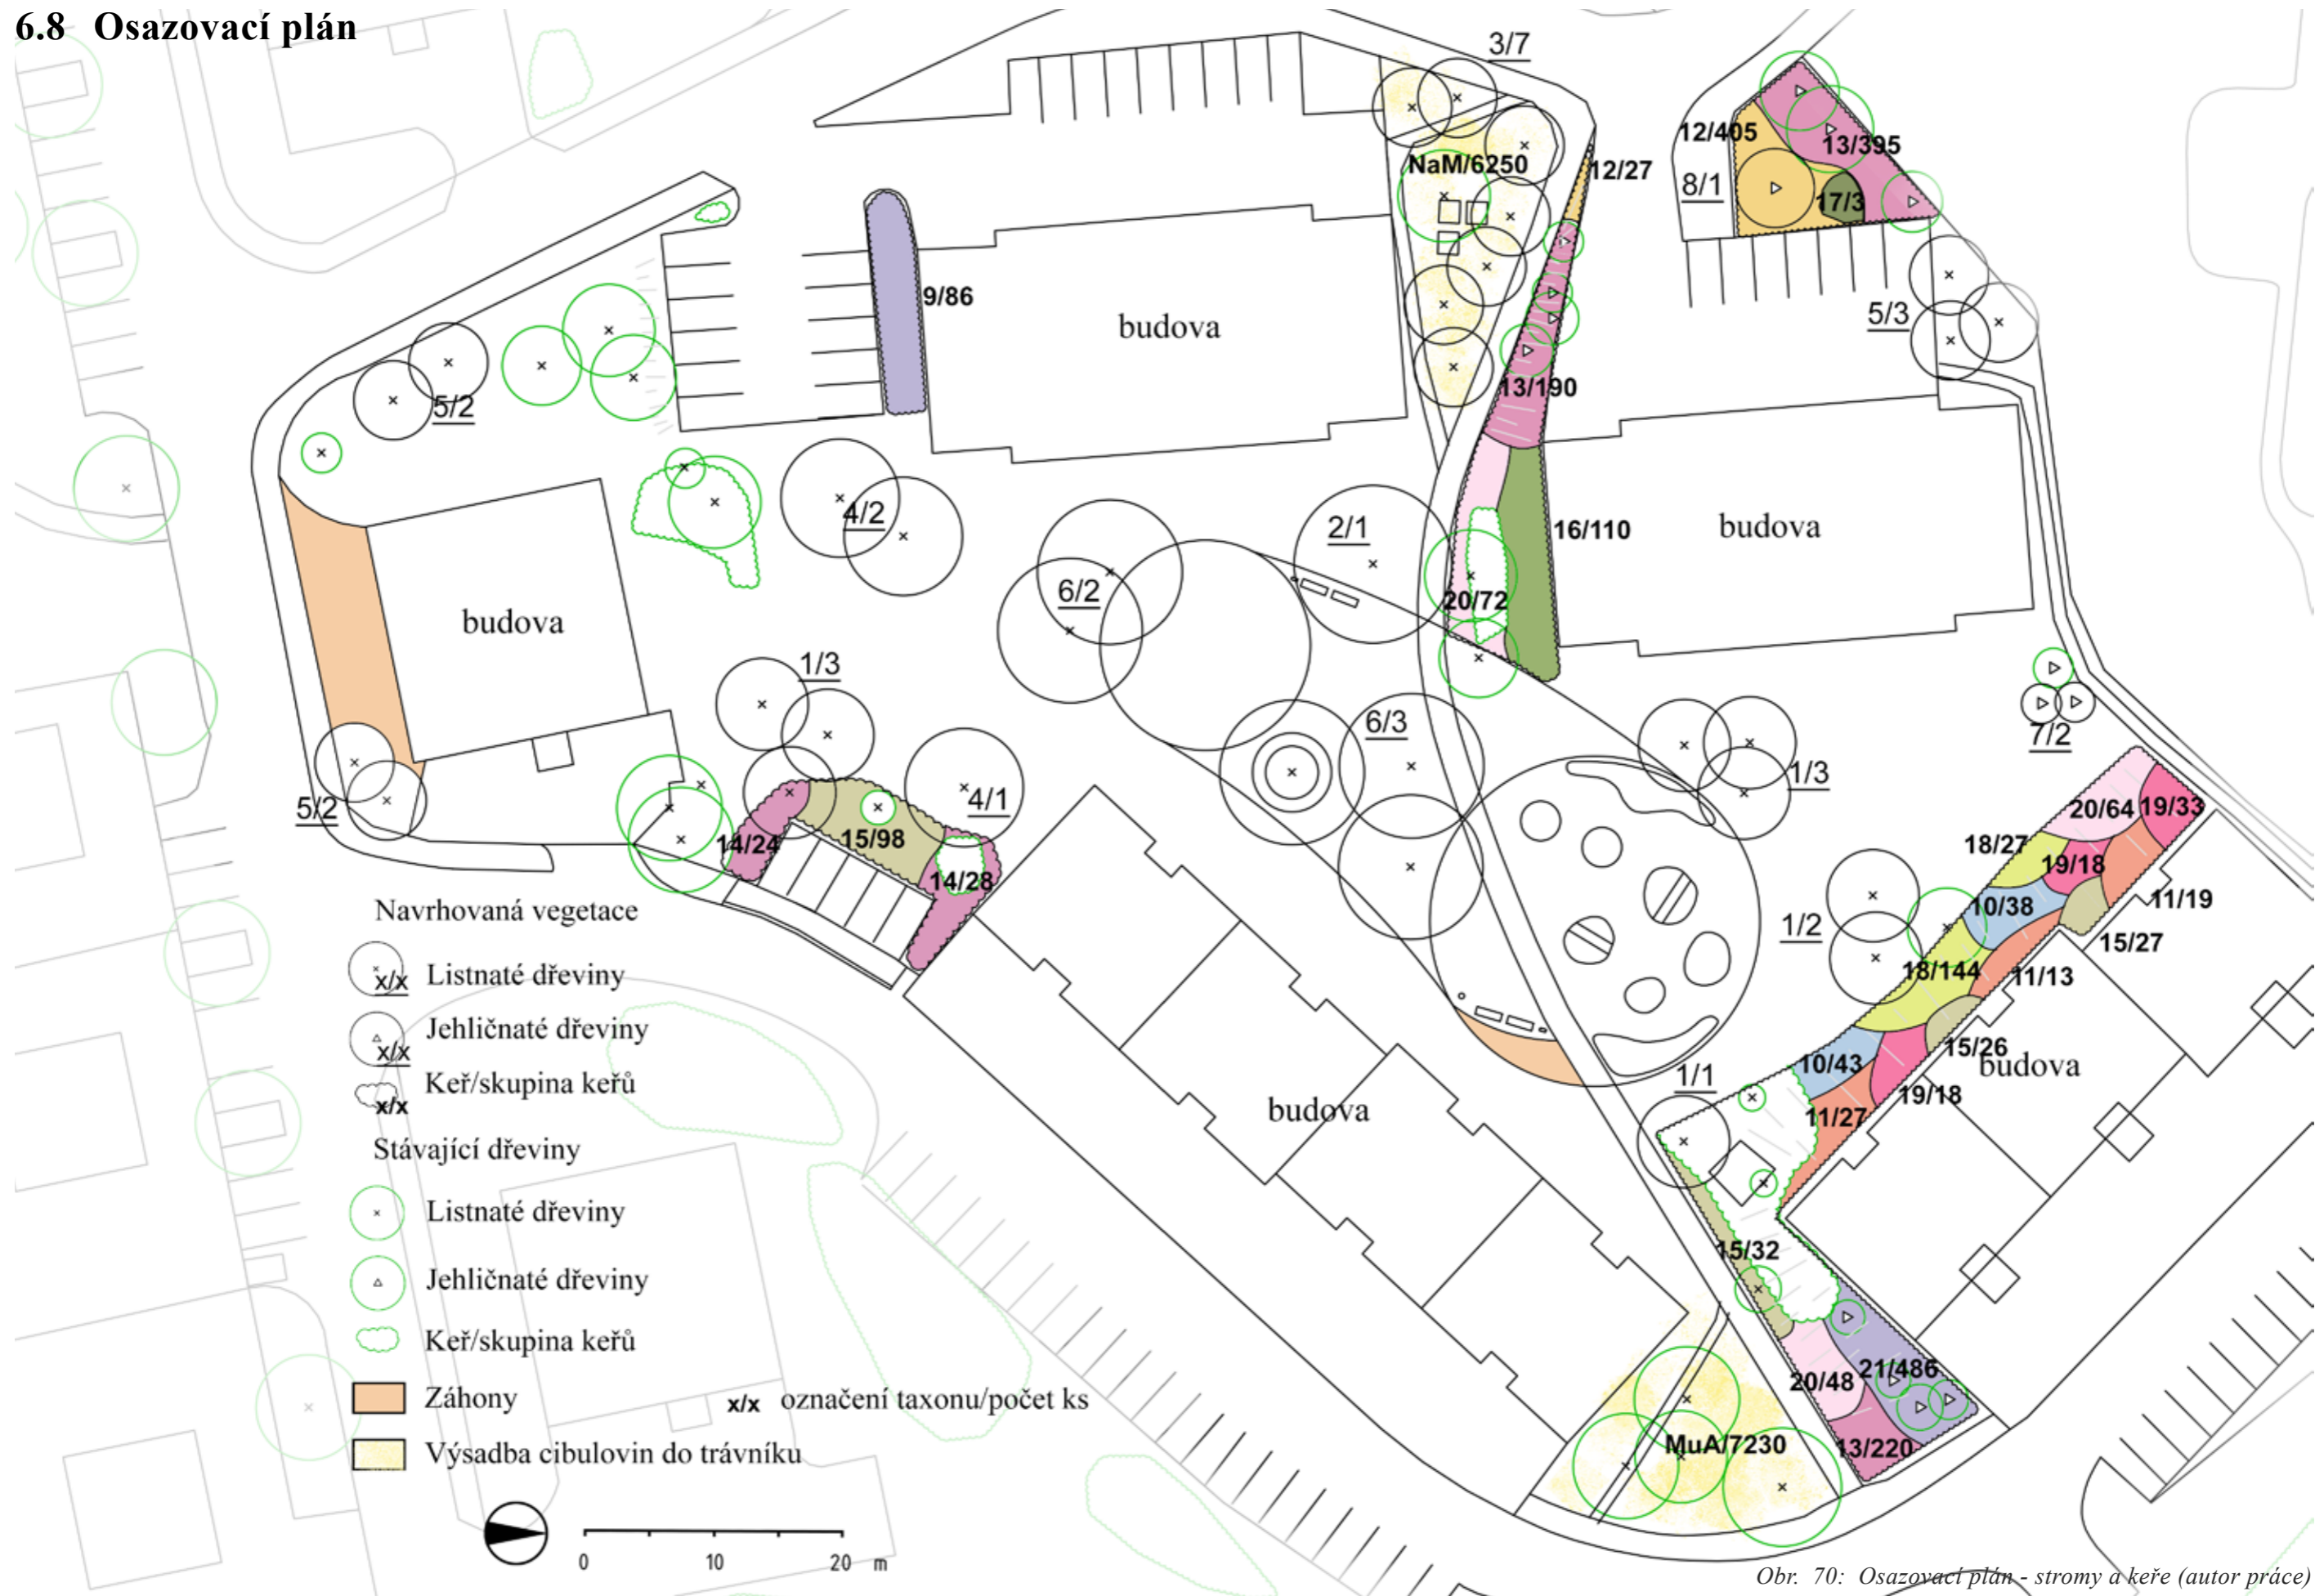 6.8 Osazovací plán
3/7
12/405
13/395
NaM/6250
12/27
8/1
17/3
9/86
budova
5/3
13/190
5/2
4/2
2/1
16/110
budova
6/2
20/72
budova
1/3
6/3
7/2
1/3
4/1
5/2
14/24
15/98
14/28
20/64
19/33
18/27
19/18
11/19
10/38
1/2
15/27
18/144
11/13
15/26
budova
10/43
1/1
19/18
11/27
budova
15/32
21/486
20/48
MuA/7230
13/220
Navrhovaná vegetace
x/x Listnaté dřeviny
x/x Jehličnaté dřeviny
x/x Keř/skupina keřů
Stávající dřeviny
Listnaté dřeviny
Jehličnaté dřeviny
Keř/skupina keřů
Záhony
x/x označení taxonu/počet ks
Výsadba cibulovin do trávníku
0 10 20 m
Obr. 70: Osazovací plán - stromy a keře (autor práce)